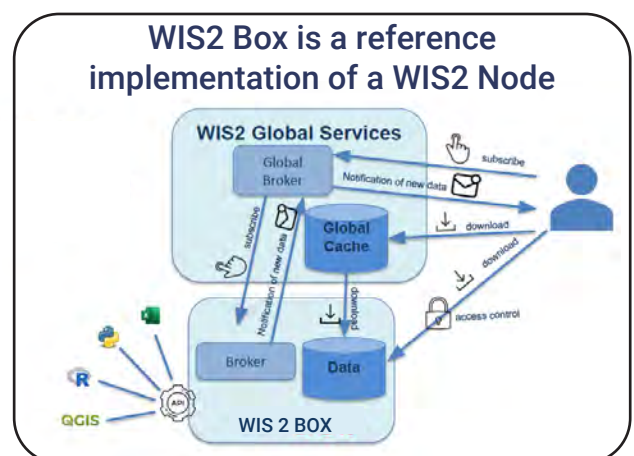 WIS2 Box is a reference
implementation of a WIS2 Node
WIS2 Global Services
Global
Broker
subscribe
Notification of new data
Global
Cache
download
download
subscribe
Notification of new data
download
access control
Broker
Data
WIS 2 BOX
API
R
QGIS